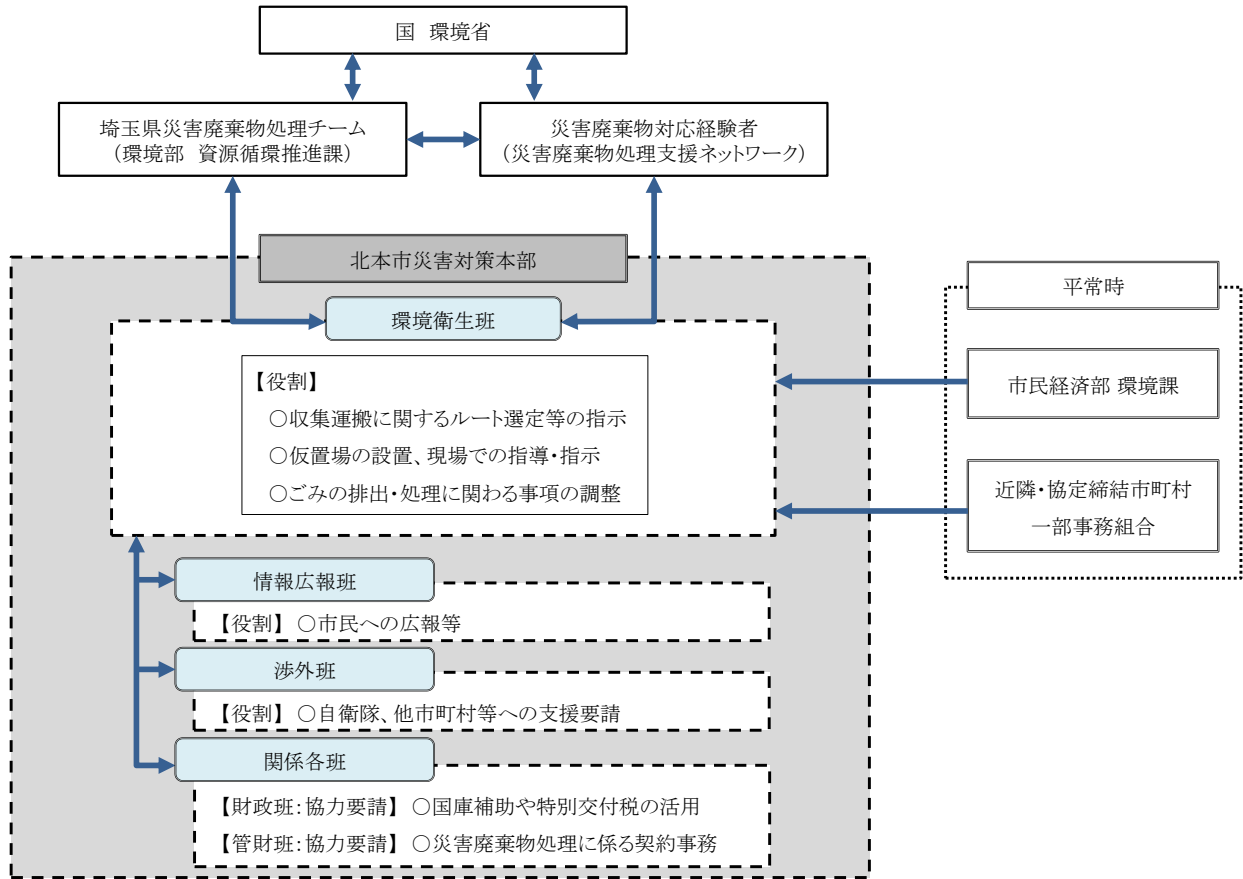 国 環境省
埼玉県災害廃棄物処理チーム
（環境部 資源循環推進課）
災害廃棄物対応経験者
（災害廃棄物処理支援ネットワーク）
北本市災害対策本部
環境衛生班
【役割】
○収集運搬に関するルート選定等の指示
○仮置場の設置、現場での指導・指示
○ごみの排出・処理に関わる事項の調整
平常時
市民経済部 環境課
近隣・協定締結市町村
一部事務組合
情報広報班
【役割】 ○市民への広報等
渉外班
【役割】 ○自衛隊、他市町村等への支援要請
関係各班
【財政班：協力要請】 ○国庫補助や特別交付税の活用
【管財班：協力要請】 ○災害廃棄物処理に係る契約事務